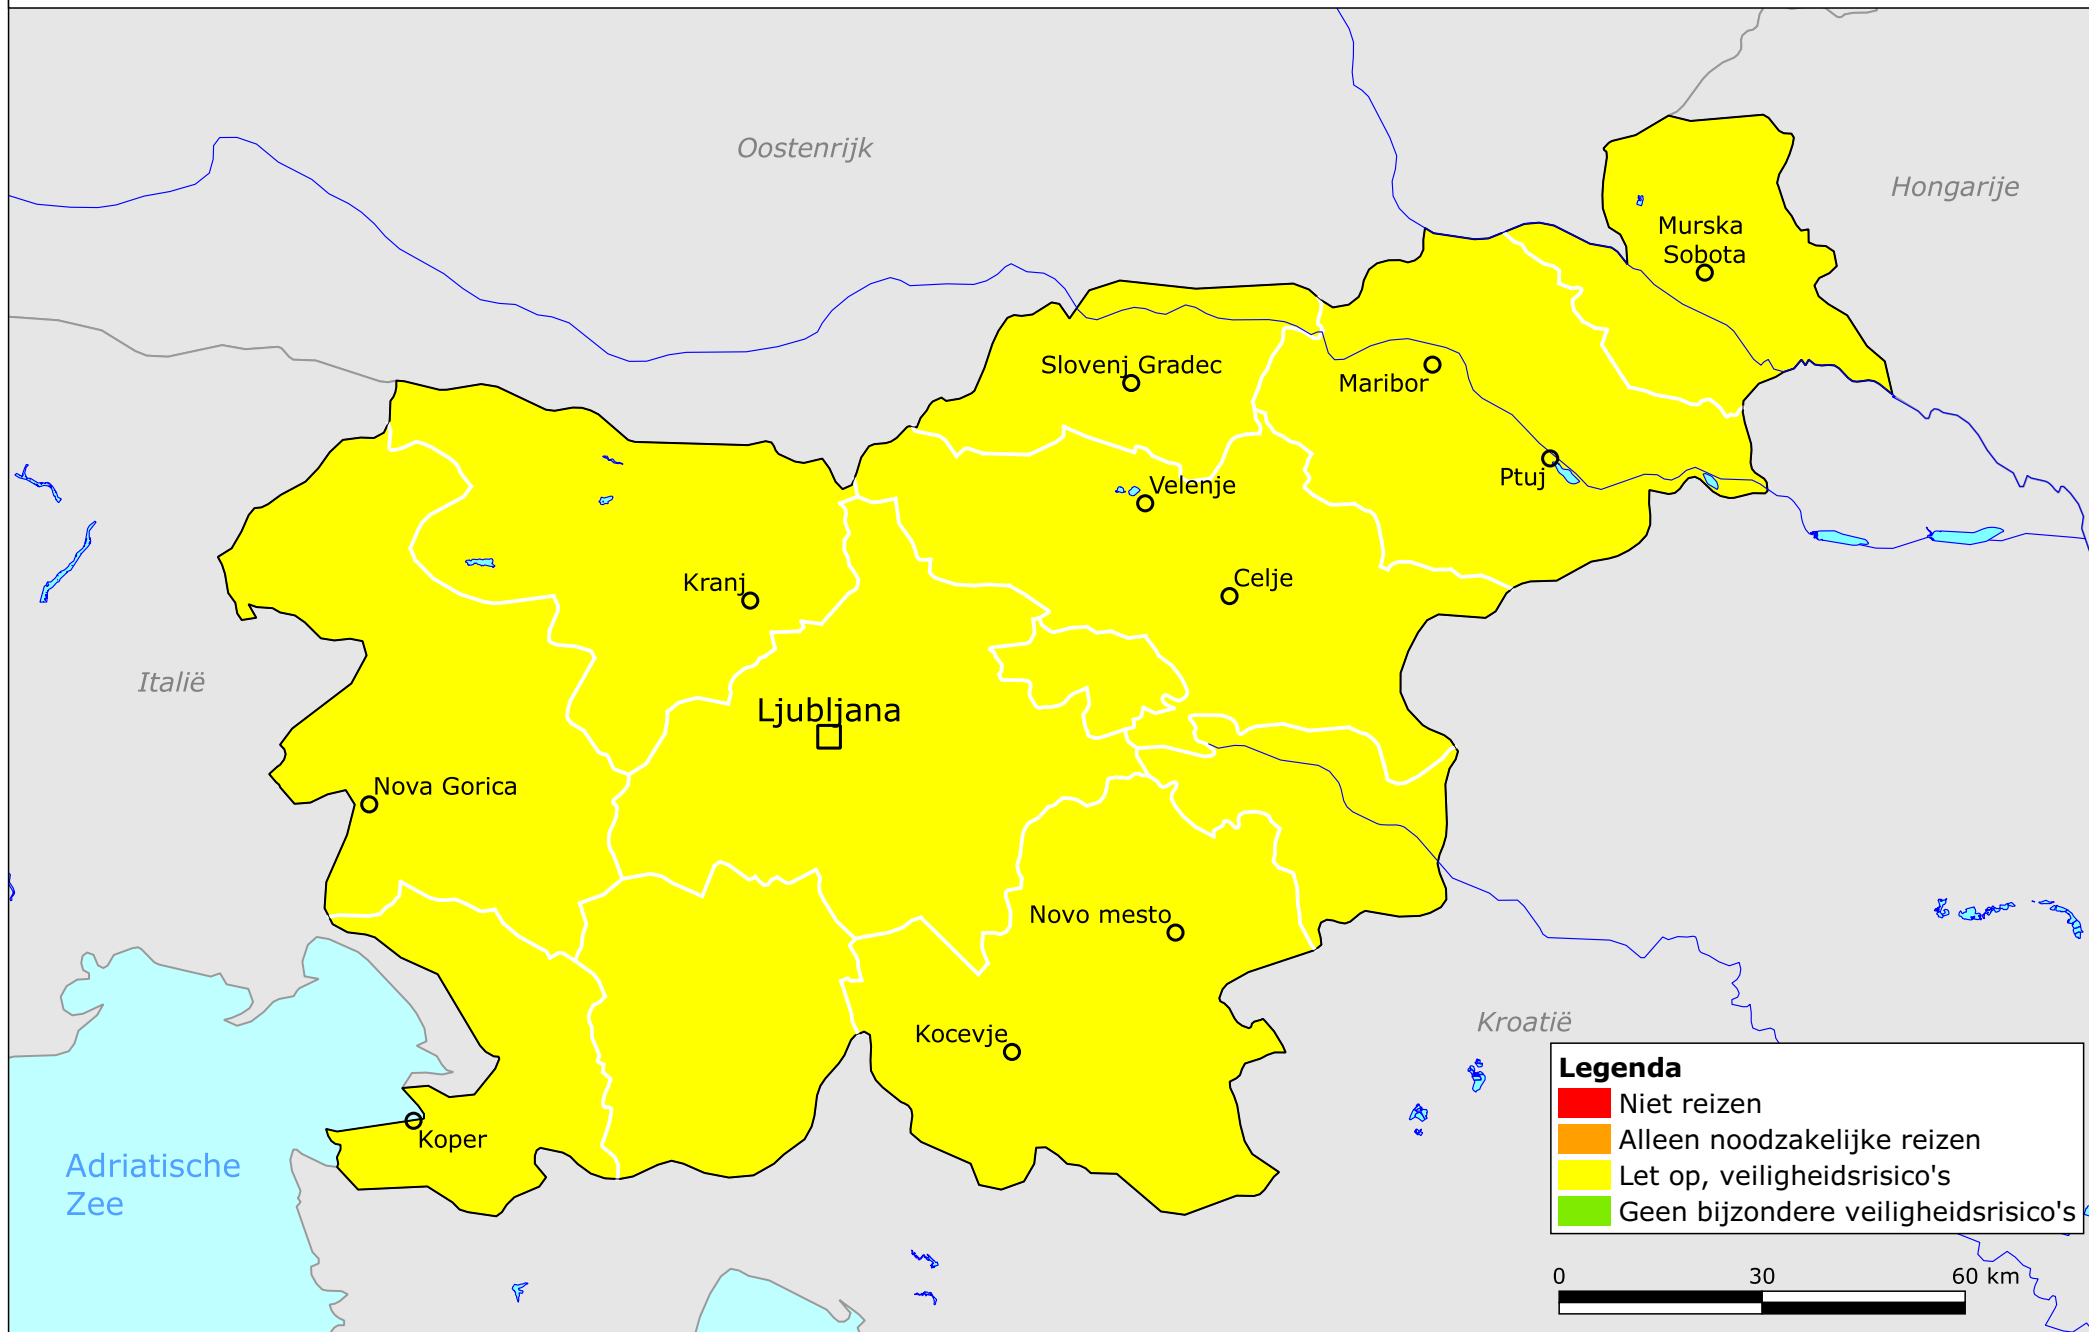 Oostenrijk
Hongarije
Murska
Sobota
Slovenj Gradec
Maribor
Ptuj
Velenje
Kranj
Celje
Italië
Ljubljana
Nova Gorica
Novo mesto
Kroatië
Kocevje
Koper
Adriatische
Zee
Legenda
Niet reizen
Alleen noodzakelijke reizen
Let op, veiligheidsrisico's
Geen bijzondere veiligheidsrisico's
0 30 60 km